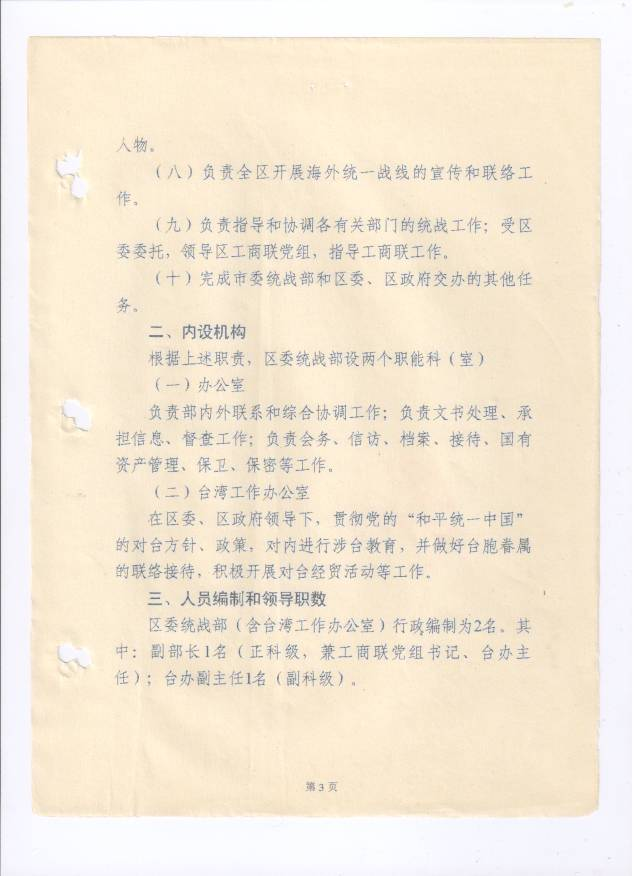 人物。
（八）负责全区开展海外统一战线的宣传和联络工
作。
（九）负责指导和协调各有关部门的统战工作；受区
委委托，领导区工商联党组，指导工商联工作。
（十）完成市委统战部和区委、区政府交办的其他任
务。
二、内设机构
根据上述职责，区委统战部设两个职能科（室）
（一）办公室
负责部内外联系和综合协调工作；负责文书处理、承
担信息、督查工作；负责会务、信访、档案、接待、国有
资产管理、保卫、保密等工作。
（二）台湾工作办公室
在区委、区政府领导下，贯彻党的“和平统一中国”
的对台方针、政策，对内进行涉台教育，并做好台胞眷属
的联络接待，积极开展对台经贸活动等工作。
三、人员编制和领导职数
区委统战部（含台湾工作办公室）行政编制为2名。其
中：副部长1名（正科级，兼工商联党组书记、台办主
任）；台办副主任1名（副科级）。
第 3 页